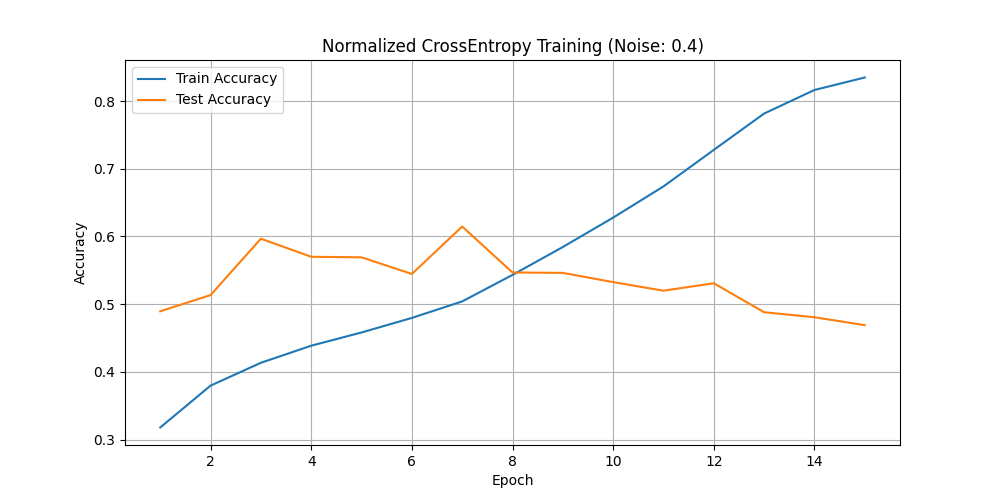 Normalized CrossEntropy Training (Noise: 0.4)
Train Accuracy
Test Accuracy
0.8
0.7
0.6
0.5
0.4
0.3
Accuracy
2 4 6 8 10 12 14
Epoch